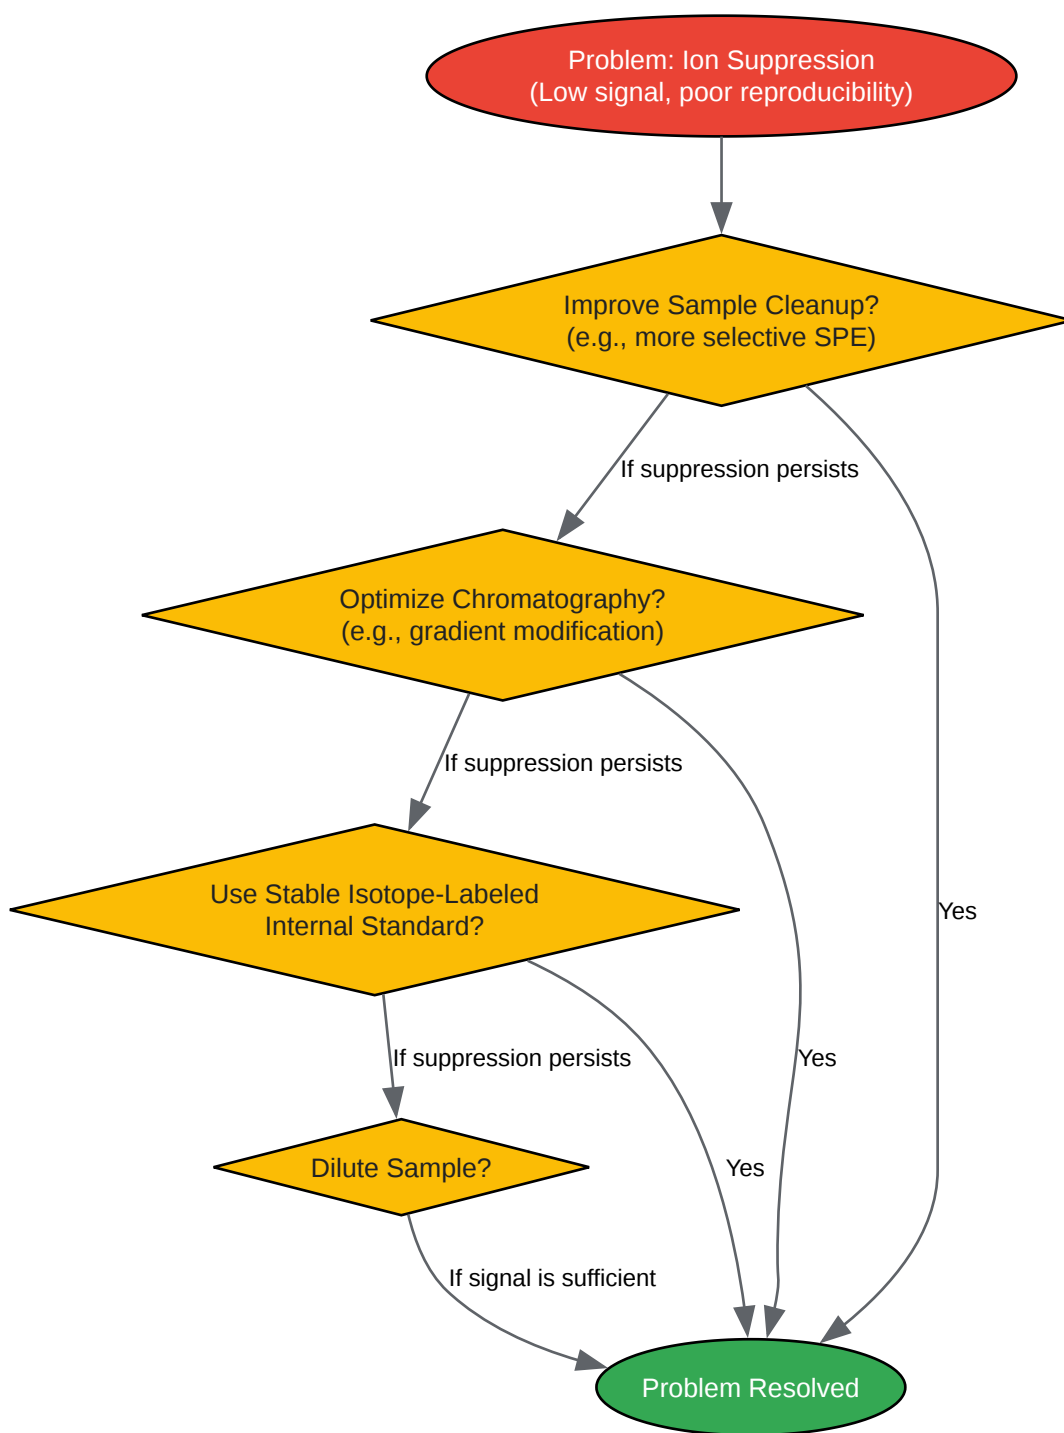 Problem: Ion Suppression
(Low signal, poor reproducibility)
Improve Sample Cleanup?
(e.g., more selective SPE)
If suppression persists
Optimize Chromatography?
(e.g., gradient modification)
If suppression persists
Use Stable Isotope-Labeled
Internal Standard?
Yes
If suppression persists
Yes
Dilute Sample?
Yes
If signal is sufficient
Problem Resolved